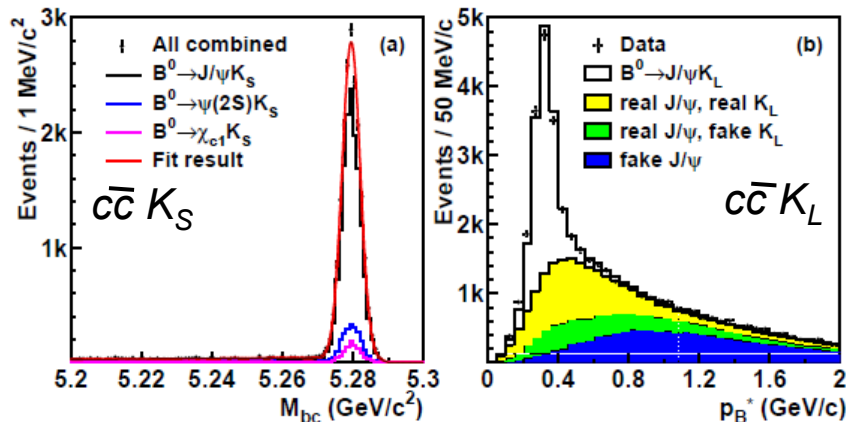 3k
2k
1k
Events / 1 MeV/c²
All combined
(a)
B⁰→J/ψK_S
B⁰→ψ(2S)K_S
B⁰→χ_c1K_S
Fit result
cc̅ K_S
5.2 5.22 5.24 5.26 5.28 5.3
M_bc (GeV/c²)
5k
4k
3k
2k
1k
Events / 50 MeV/c
Data
(b)
B⁰→J/ψK_L
real J/ψ, real K_L
real J/ψ, fake K_L
fake J/ψ
cc̅ K_L
0 0.4 0.8 1.2 1.6 2
p_B* (GeV/c)